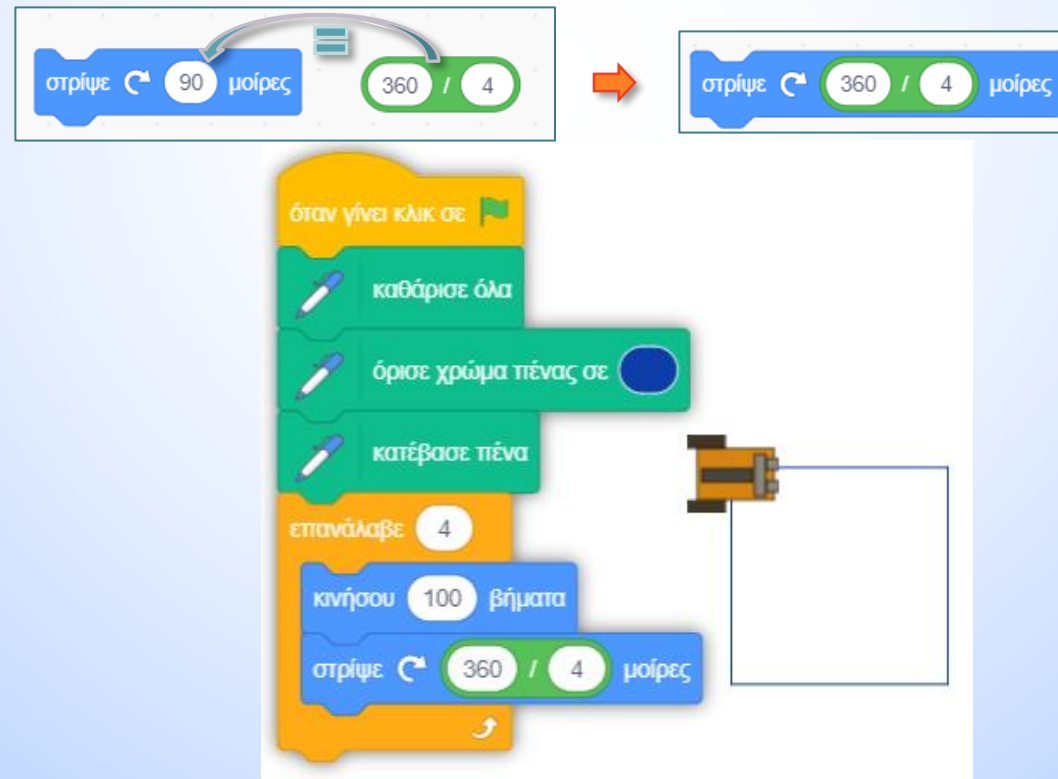 στρίψε 90 μοίρες 360 / 4 στρίψε 360 / 4 μοίρες
όταν γίνει κλικ σε
καθάρισε όλα
όρισε χρώμα πένας σε
κατέβασε πένα
επανάλαβε 4
κινήσου 100 βήματα
στρίψε 360 / 4 μοίρες